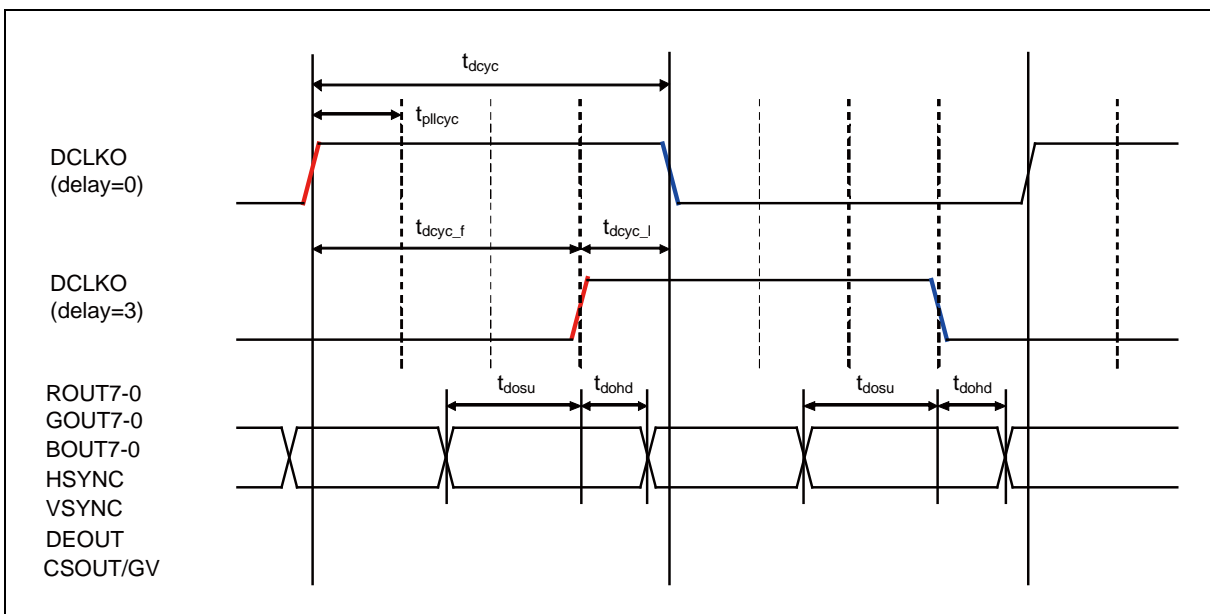 tdcyc
tpllcyc
DCLKO
(delay=0)
tdcyc_f
tdcyc_l
DCLKO
(delay=3)
ROUT7-0
GOUT7-0
BOUT7-0
HSYNC
VSYNC
DEOUT
CSOUT/GV
tdosu
tdohd
tdosu
tdohd